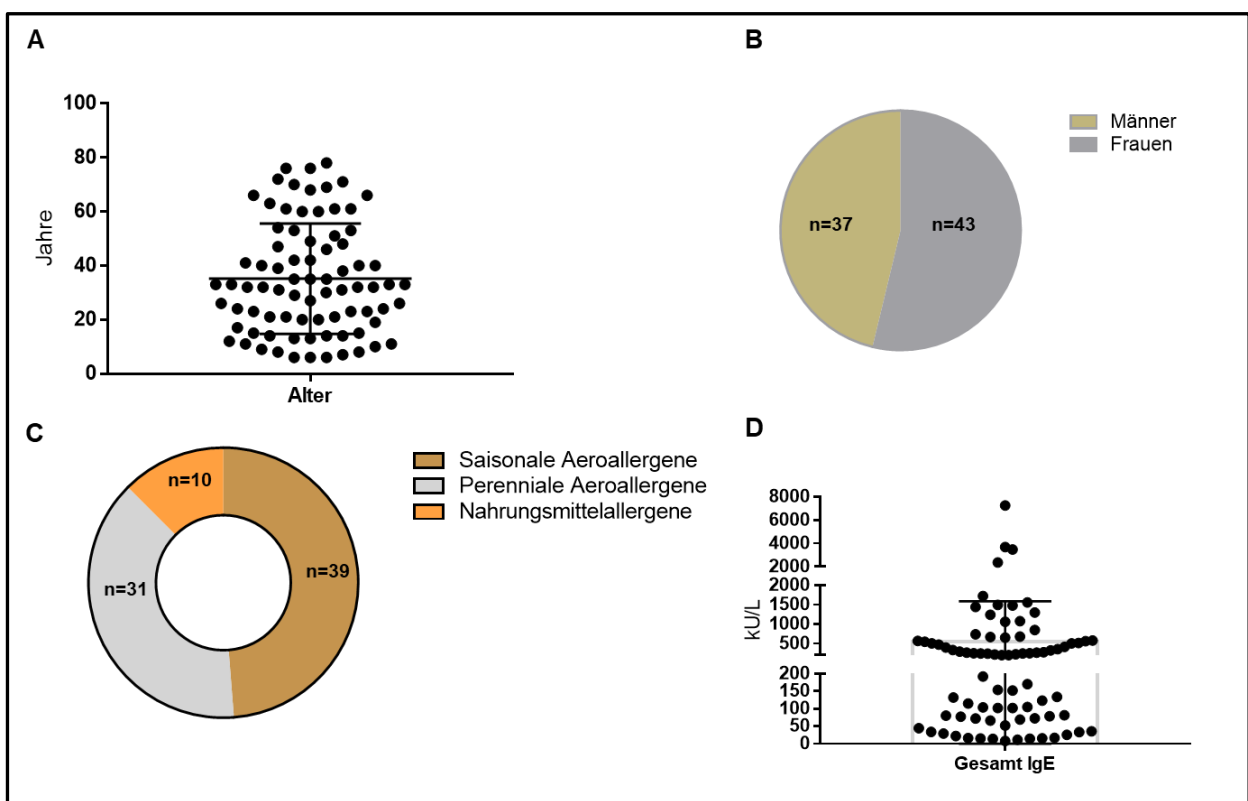 A
100
80
60
40
20
0
Jahre
Alter
B
n=37
n=43
Männer
Frauen
C
n=10
n=31
n=39
Saisonale Aeroallergene
Perenniale Aeroallergene
Nahrungsmittelallergene
D
8000
6000
4000
2000
2000
1500
1000
500
200
150
100
50
0
kU/L
Gesamt IgE